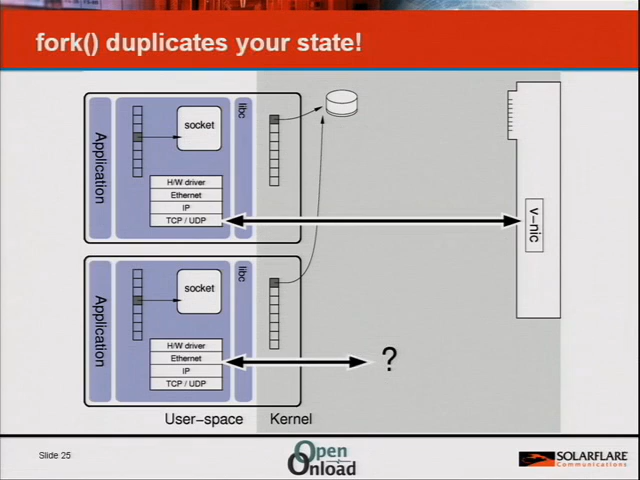 fork() duplicates your state!
Application
socket
libc
H/W driver
Ethernet
IP
TCP / UDP
v-nic
Application
socket
libc
H/W driver
Ethernet
IP
TCP / UDP
?
User-space
Kernel
Slide 25
Open
Onload
SOLARFLARE
Communications